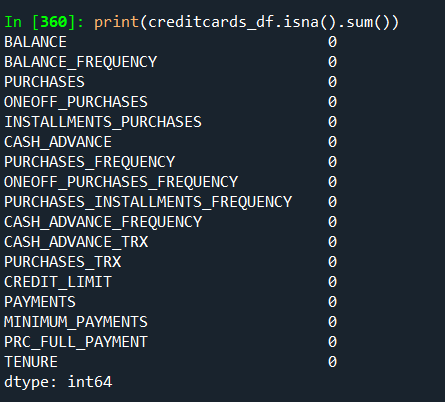 In [360]: print(creditcards_df.isna().sum())
BALANCE 0
BALANCE_FREQUENCY 0
PURCHASES 0
ONEOFF_PURCHASES 0
INSTALLMENTS_PURCHASES 0
CASH_ADVANCE 0
PURCHASES_FREQUENCY 0
ONEOFF_PURCHASES_FREQUENCY 0
PURCHASES_INSTALLMENTS_FREQUENCY 0
CASH_ADVANCE_FREQUENCY 0
CASH_ADVANCE_TRX 0
PURCHASES_TRX 0
CREDIT_LIMIT 0
PAYMENTS 0
MINIMUM_PAYMENTS 0
PRC_FULL_PAYMENT 0
TENURE 0
dtype: int64